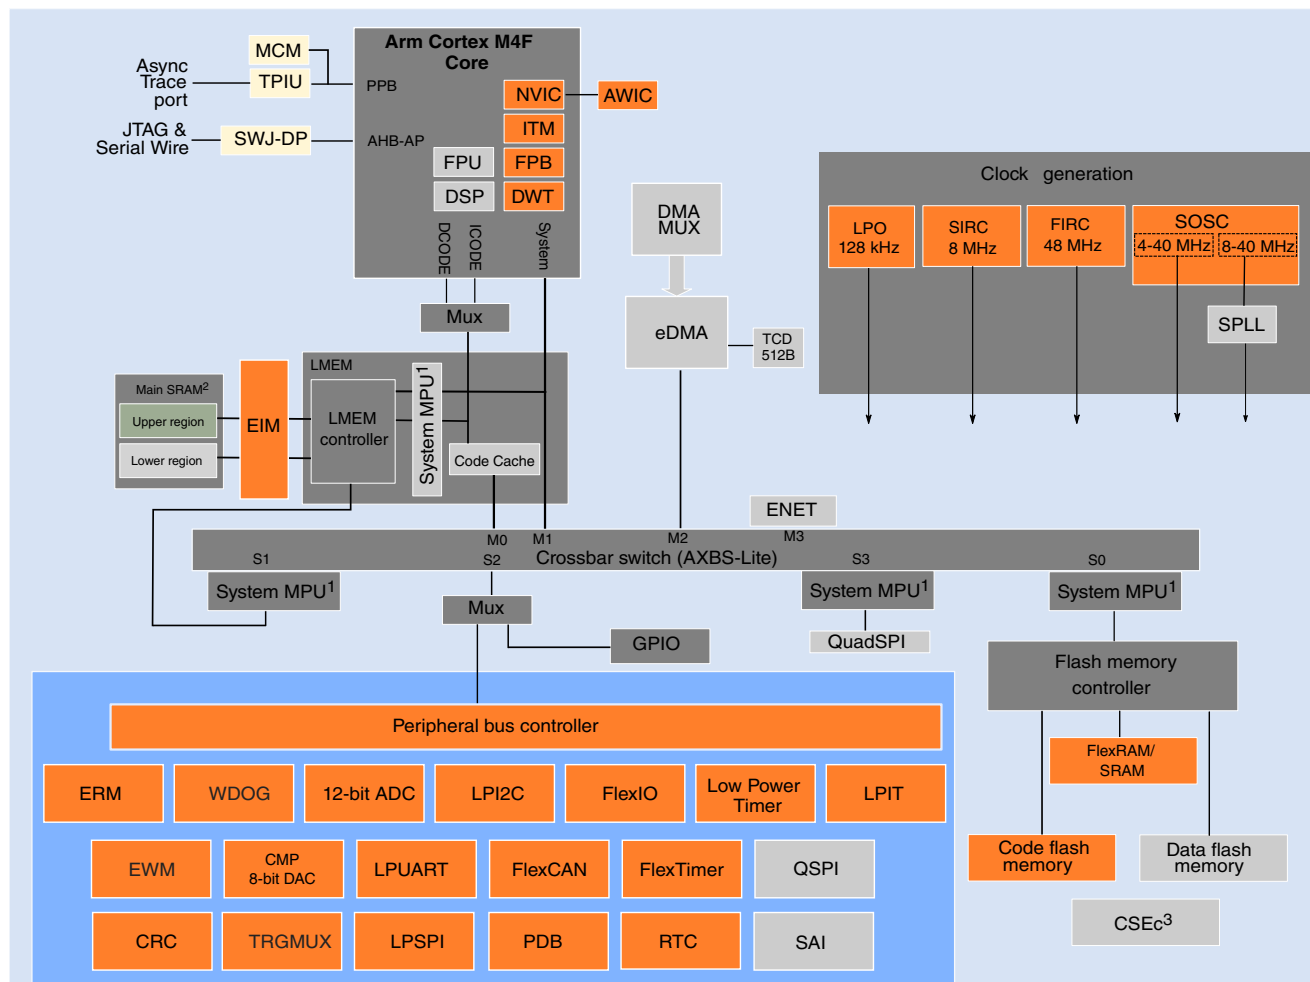 Arm Cortex M4F
Core
MCM
TPIU
Async
Trace
port
PPB
NVIC
AWIC
JTAG &
Serial Wire
SWJ-DP
AHB-AP
ITM
FPU
FPB
DSP
DWT
DCODE
ICODE
System
Mux
DMA
MUX
eDMA
TCD
512B
Clock generation
LPO
128 kHz
SIRC
8 MHz
FIRC
48 MHz
SOSC
4-40 MHz
8-40 MHz
SPLL
Main SRAM2
Upper region
Lower region
EIM
LMEM
LMEM
controller
System MPU1
Code Cache
ENET
M0
M1
M2
M3
Crossbar switch (AXBS-Lite)
S1
S2
S3
S0
System MPU1
Mux
System MPU1
System MPU1
GPIO
QuadSPI
Flash memory
controller
FlexRAM/
SRAM
Code flash
memory
Data flash
memory
CSEc3
Peripheral bus controller
ERM
WDOG
12-bit ADC
LPI2C
FlexIO
Low Power
Timer
LPIT
EWM
CMP
8-bit DAC
LPUART
FlexCAN
FlexTimer
QSPI
CRC
TRGMUX
LPSPI
PDB
RTC
SAI